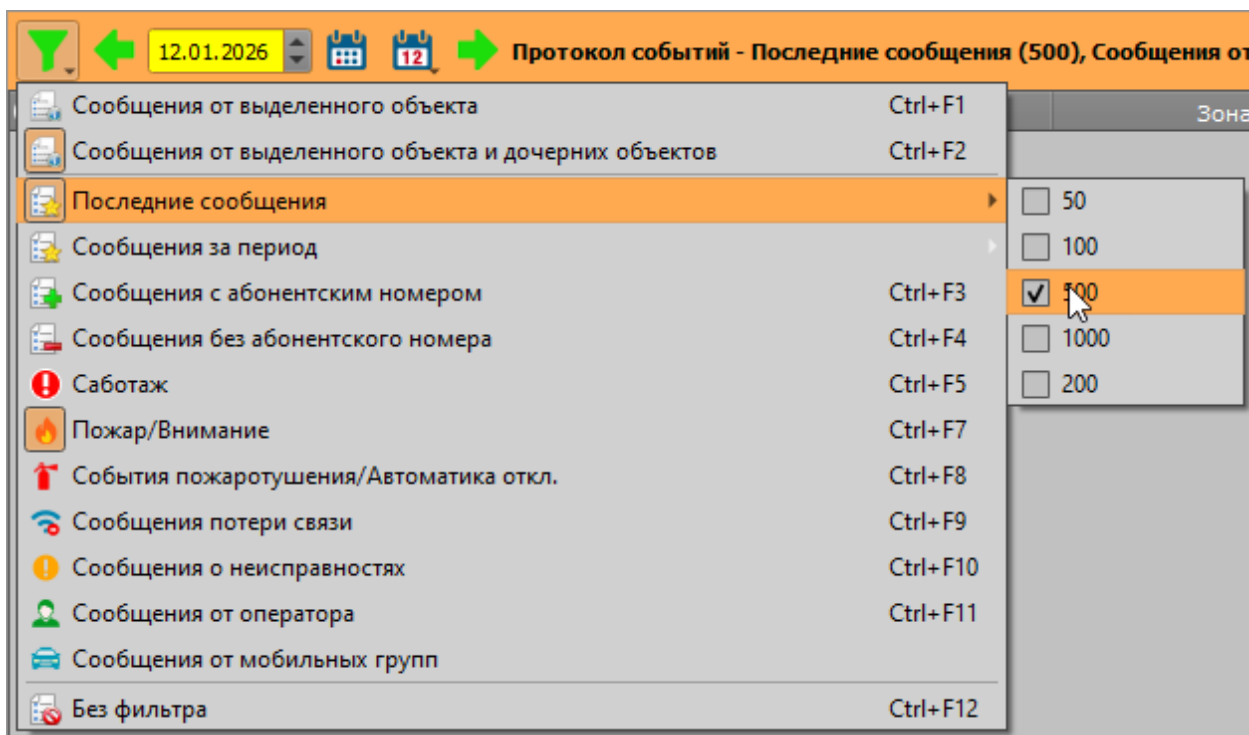 12.01.2026 12 Протокол событий - Последние сообщения (500), Сообщения от
Зона
Сообщения от выделенного объекта Ctrl+F1
Сообщения от выделенного объекта и дочерних объектов Ctrl+F2
Последние сообщения 50
Сообщения за период 100
Сообщения с абонентским номером Ctrl+F3 500
Сообщения без абонентского номера Ctrl+F4 1000
Саботаж Ctrl+F5 200
Пожар/Внимание Ctrl+F7
События пожаротушения/Автоматика откл. Ctrl+F8
Сообщения потери связи Ctrl+F9
Сообщения о неисправностях Ctrl+F10
Сообщения от оператора Ctrl+F11
Сообщения от мобильных групп
Без фильтра Ctrl+F12